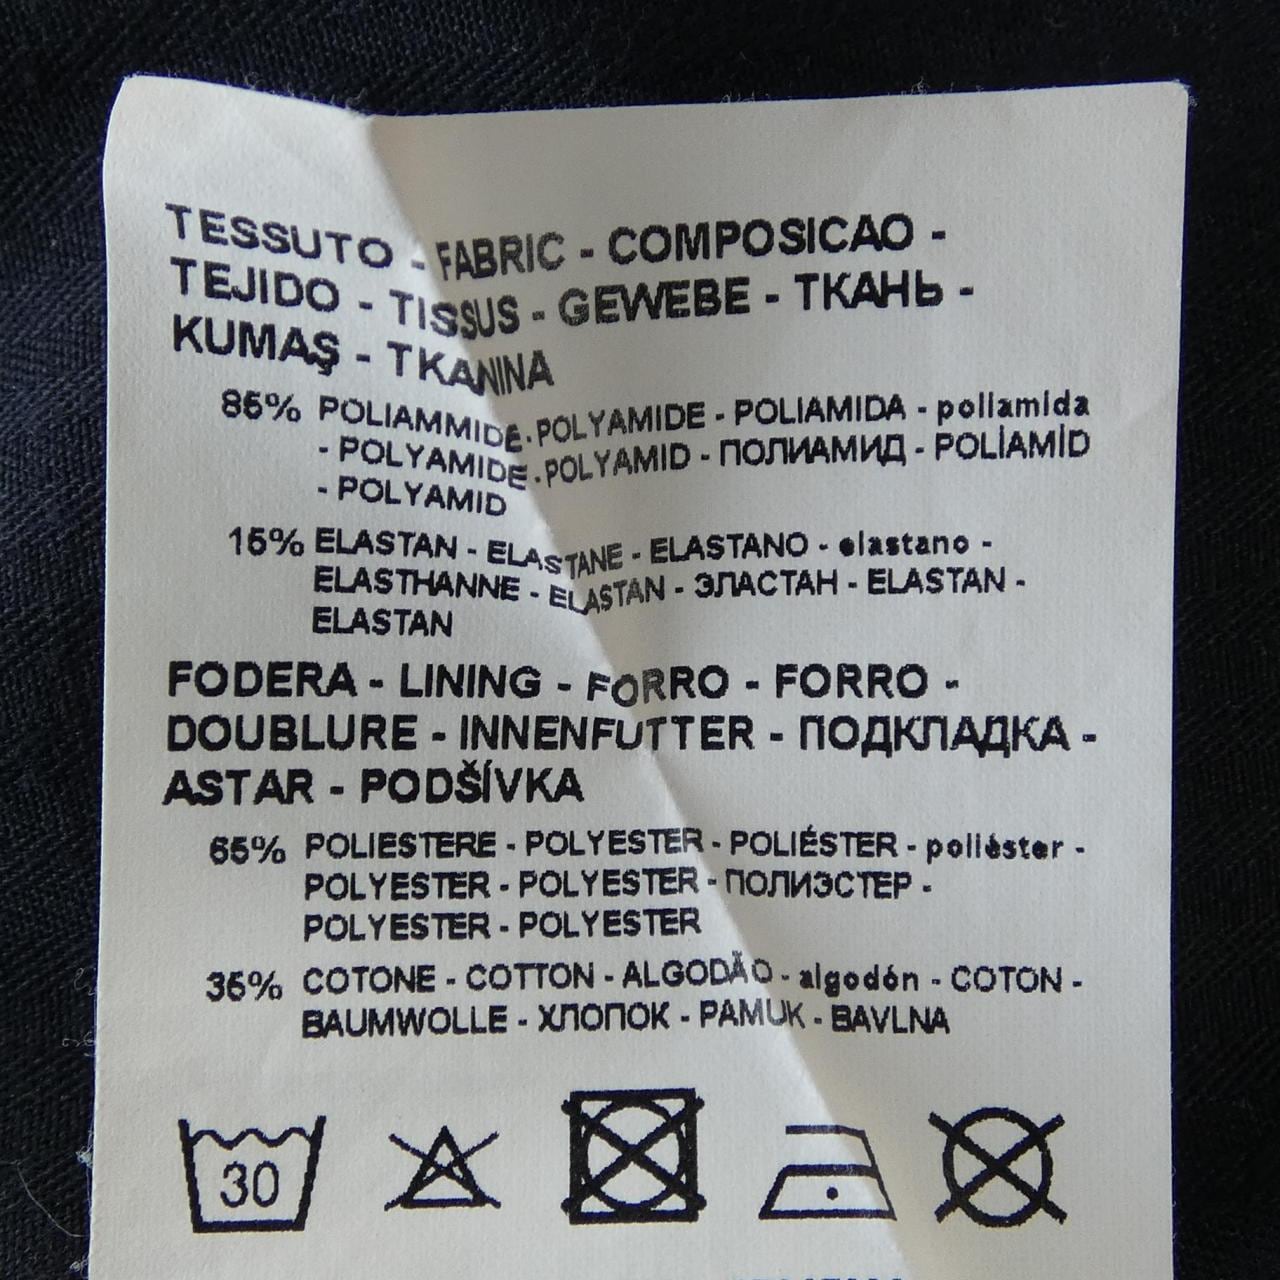 TESSUTO - FABRIC - COMPOSICAO -
TEJIDO - TISSUS - GEWEBE - ТКАНЬ -
KUMAŞ - TKANINA
85% POLIAMMIDE - POLYAMIDE - POLIAMIDA - poliamida
- POLYAMIDE - POLYAMID - ПОЛИАМИД - POLİAMİD
- POLYAMID
15% ELASTAN - ELASTANE - ELASTANO - elastano -
ELASTHANNE - ELASTAN - ЭЛАСТАН - ELASTAN -
ELASTAN
FODERA - LINING - FORRO - FORRO -
DOUBLURE - INNENFUTTER - ПОДКЛАДКА -
ASTAR - PODŠÍVKA
65% POLIESTERE - POLYESTER - POLIÉSTER - poliéster -
POLYESTER - POLYESTER - ПОЛИЭСТЕР -
POLYESTER - POLYESTER
35% COTONE - COTTON - ALGODÃO - algodón - COTON -
BAUMWOLLE - ХЛОПОК - PAMUK - BAVLNA
30